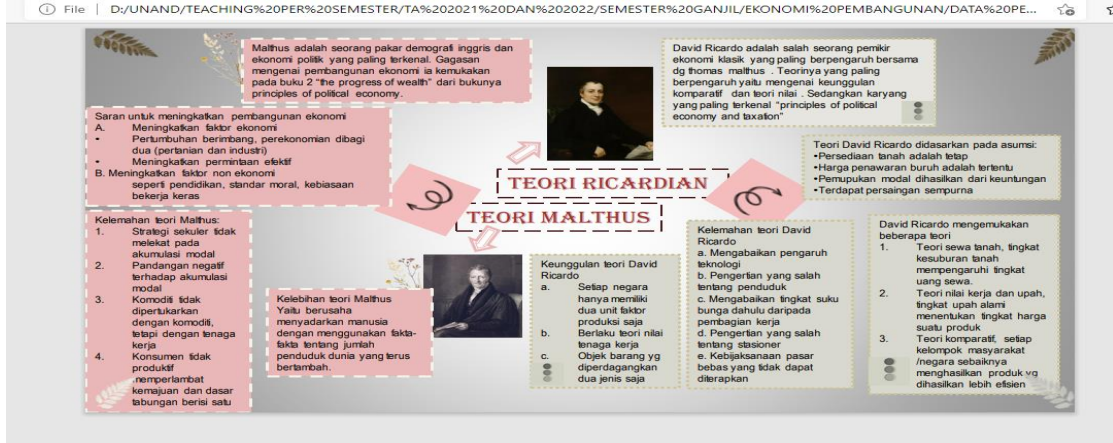 File | D:/UNAND/TEACHING%20PER%20SEMESTER/TA%202021%20DAN%202022/SEMESTER%20GANJIL/EKONOMI%20PEMBANGUNAN/DATA%20PE...
Malthus adalah seorang pakar demografi inggris dan
ekonomi politik yang paling terkenal. Gagasan
mengenai pembangunan ekonomi ia kemukakan
pada buku 2 “the progress of wealth” dari bukunya
principles of political economy.
David Ricardo adalah salah seorang pemikir
ekonomi klasik yang paling berpengaruh bersama
dg thomas malthus . Teorinya yang paling
berpengaruh yaitu mengenai keunggulan
komparatif dan teori nilai . Sedangkan karyang
yang paling terkenal “principles of political
economy and taxation”
Saran untuk meningkatkan pembangunan ekonomi
A. Meningkatkan faktor ekonomi
• Pertumbuhan berimbang, perekonomian dibagi
dua (pertanian dan industri)
• Meningkatkan permintaan efektif
B. Meningkatkan faktor non ekonomi
seperti pendidikan, standar moral, kebiasaan
bekerja keras
Teori David Ricardo didasarkan pada asumsi:
•Persediaan tanah adalah tetap
•Harga penawaran buruh adalah tertentu
•Pemupukan modal dihasilkan dari keuntungan
•Terdapat persaingan sempurna
TEORI RICARDIAN
TEORI MALTHUS
Kelemahan teori Malthus:
1. Strategi sekuler tidak
melekat pada
akumulasi modal
2. Pandangan negatif
terhadap akumulasi
modal
3. Komoditi tidak
dipertukarkan
dengan komoditi,
tetapi dengan tenaga
kerja
4. Konsumen tidak
produktif
memperlambat
kemajuan dan dasar
tabungan berisi satu
Kelebihan teori Malthus
Yaitu berusaha
menyadarkan manusia
dengan menggunakan fakta-
fakta tentang jumlah
penduduk dunia yang terus
bertambah.
Keunggulan teori David
Ricardo
a. Setiap negara
hanya memiliki
dua unit faktor
produksi saja
b. Berlaku teori nilai
tenaga kerja
c. Objek barang yg
diperdagangkan
dua jenis saja
Kelemahan teori David
Ricardo
a. Mengabaikan pengaruh
teknologi
b. Pengertian yang salah
tentang penduduk
c. Mengabaikan tingkat suku
bunga dahulu daripada
pembagian kerja
d. Pengertian yang salah
tentang stasioner
e. Kebijaksanaan pasar
bebas yang tidak dapat
diterapkan
David Ricardo mengemukakan
beberapa teori
1. Teori sewa tanah, tingkat
kesuburan tanah
mempengaruhi tingkat
uang sewa.
2. Teori nilai kerja dan upah,
tingkat upah alami
menentukan tingkat harga
suatu produk
3. Teori komparatif, setiap
kelompok masyarakat
/negara sebaiknya
menghasilkan produk yg
dihasilkan lebih efisien